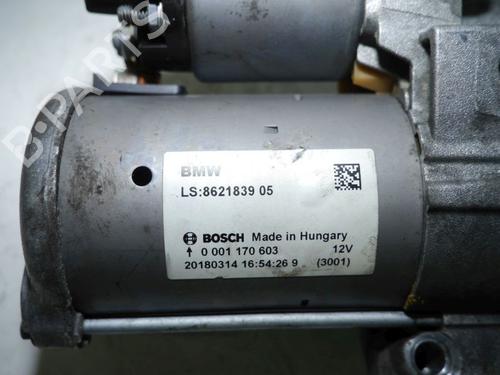 B-PARTS
BMW
LS:8621839 05
BOSCH Made in Hungary
0 001 170 603 12V
20180314 16:54:26 9 (3001)